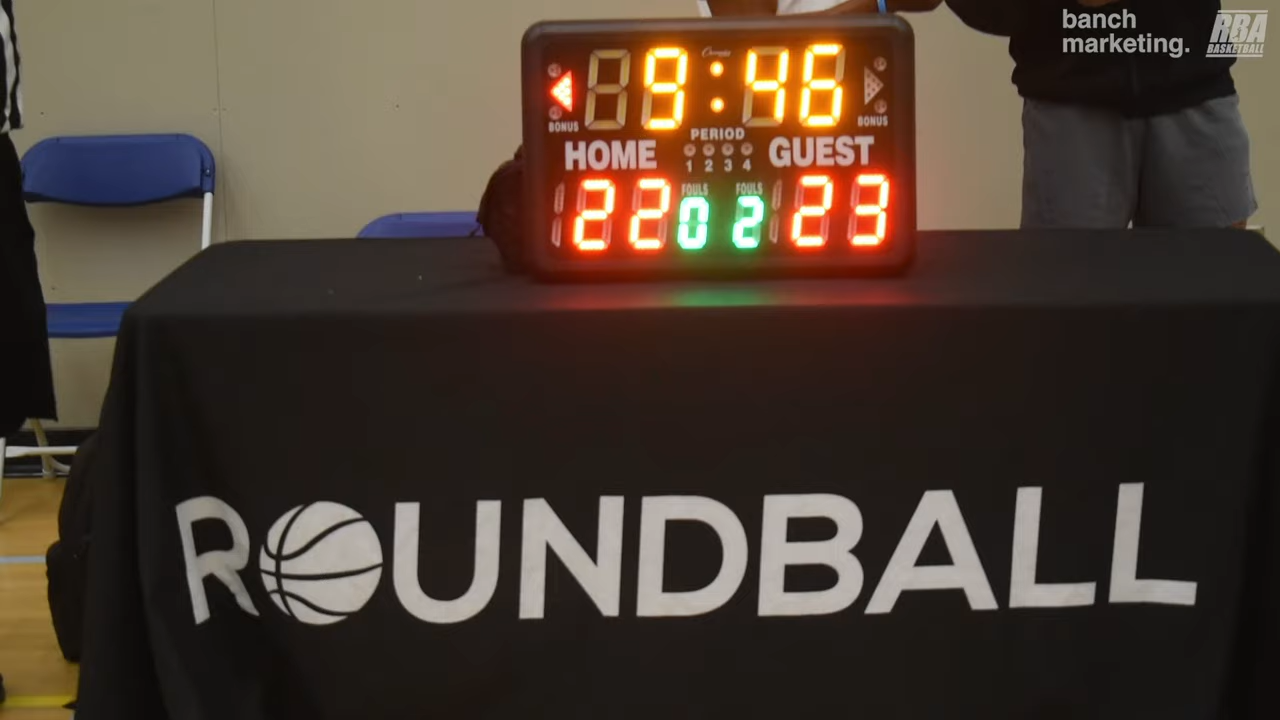 banch
marketing.
RBA
BASKETBALL
9:46
BONUS
BONUS
PERIOD
HOME
GUEST
1 2 3 4
FOULS
FOULS
22
0
2
23
ROUNDBALL